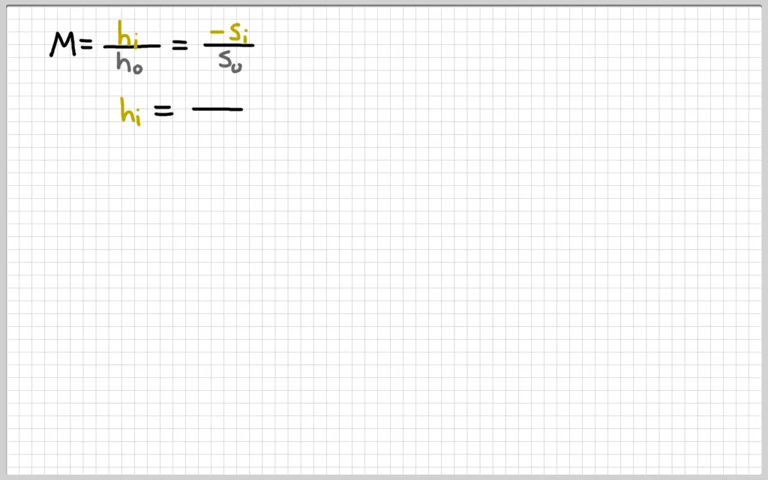 M = hᵢ/hₒ = -sᵢ/sₒ
hᵢ = —